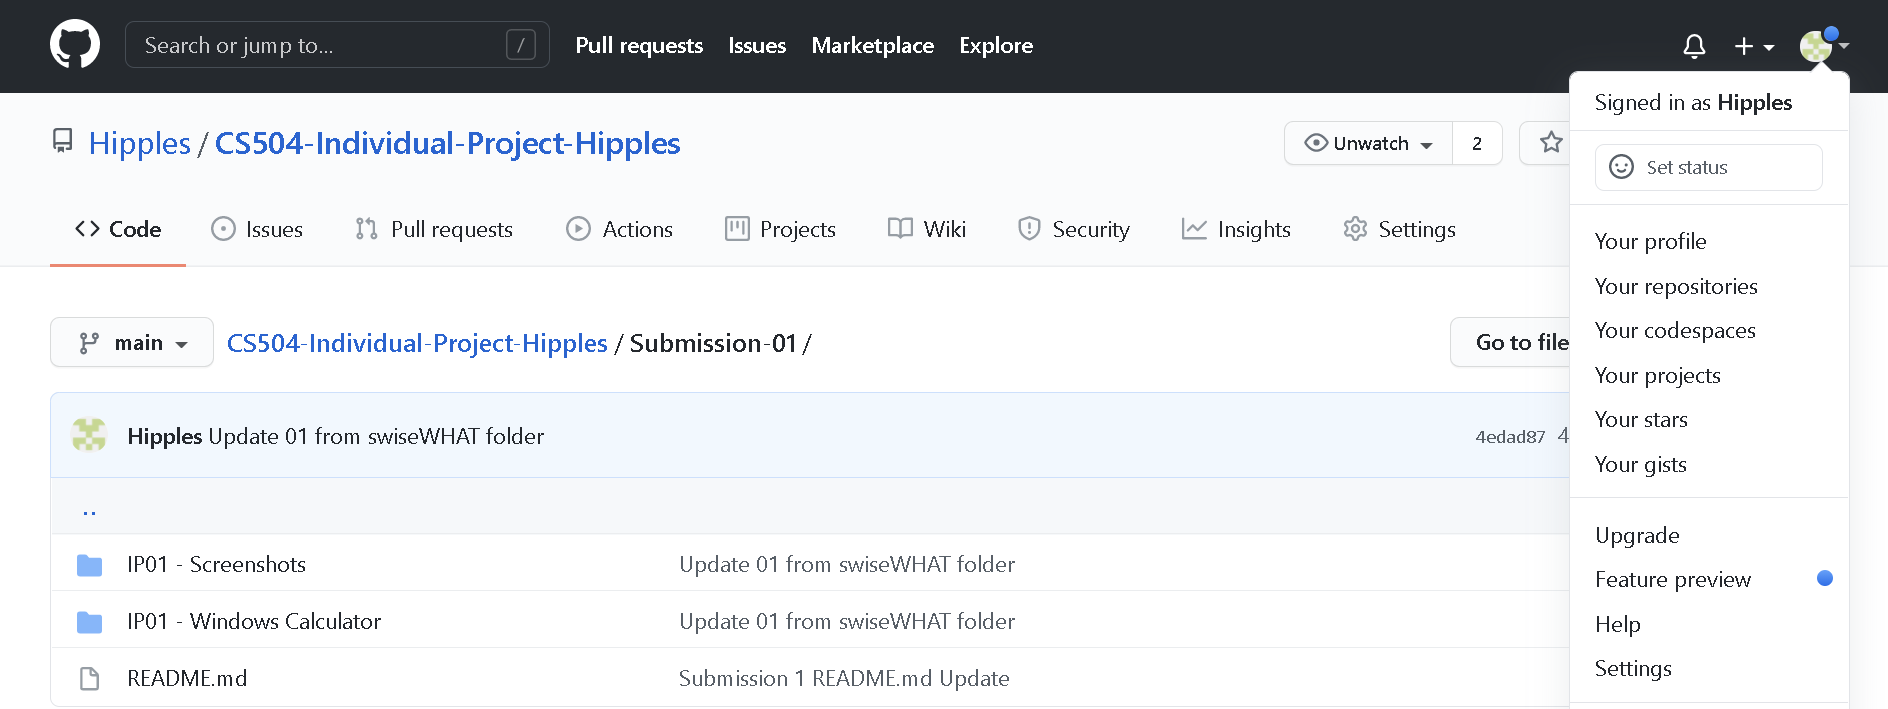 Search or jump to... / Pull requests Issues Marketplace Explore
Signed in as Hipples
Set status
Your profile
Your repositories
Your codespaces
Your projects
Your stars
Your gists
Upgrade
Feature preview
Help
Settings
Hipples / CS504-Individual-Project-Hipples
Unwatch 2
Code Issues Pull requests Actions Projects Wiki Security Insights Settings
main CS504-Individual-Project-Hipples / Submission-01 /
Go to file
Hipples Update 01 from swiseWHAT folder 4edad87 4
..
IP01 - Screenshots Update 01 from swiseWHAT folder
IP01 - Windows Calculator Update 01 from swiseWHAT folder
README.md Submission 1 README.md Update